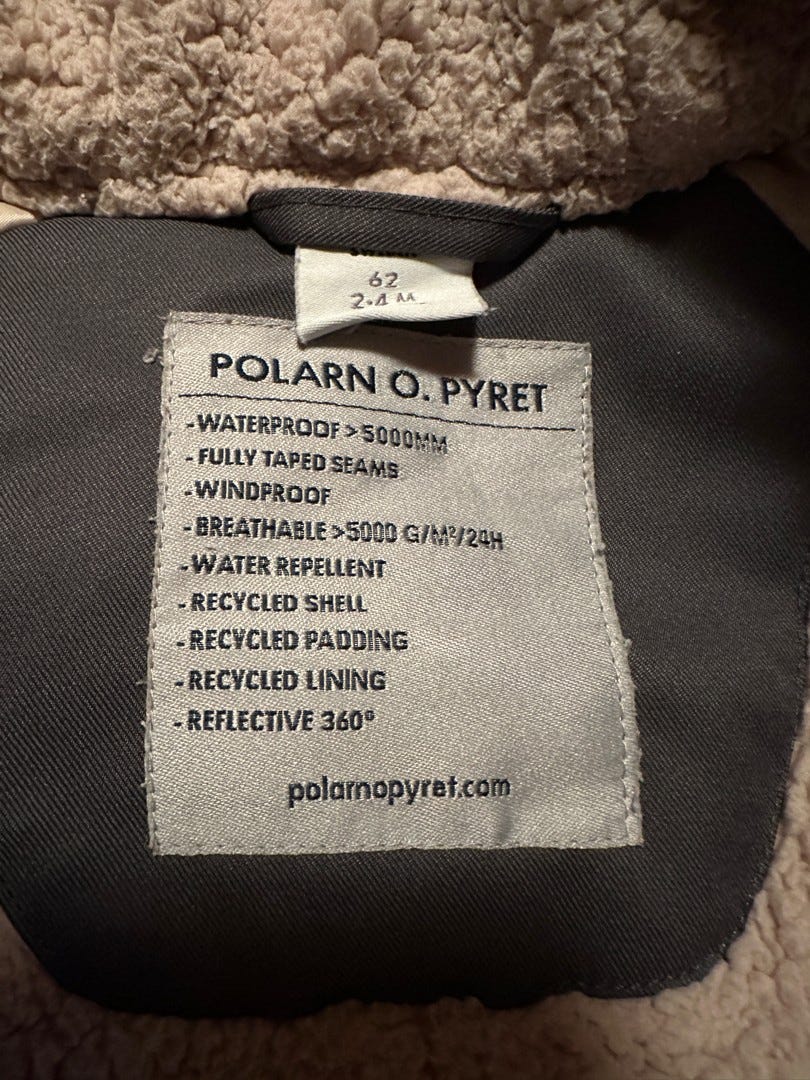 62
2-4 M
POLARN O. PYRET
-WATERPROOF >5000MM
-FULLY TAPED SEAMS
-WINDPROOF
-BREATHABLE >5000 G/M²/24H
-WATER REPELLENT
-RECYCLED SHELL
-RECYCLED PADDING
-RECYCLED LINING
-REFLECTIVE 360°
polarnopyret.com